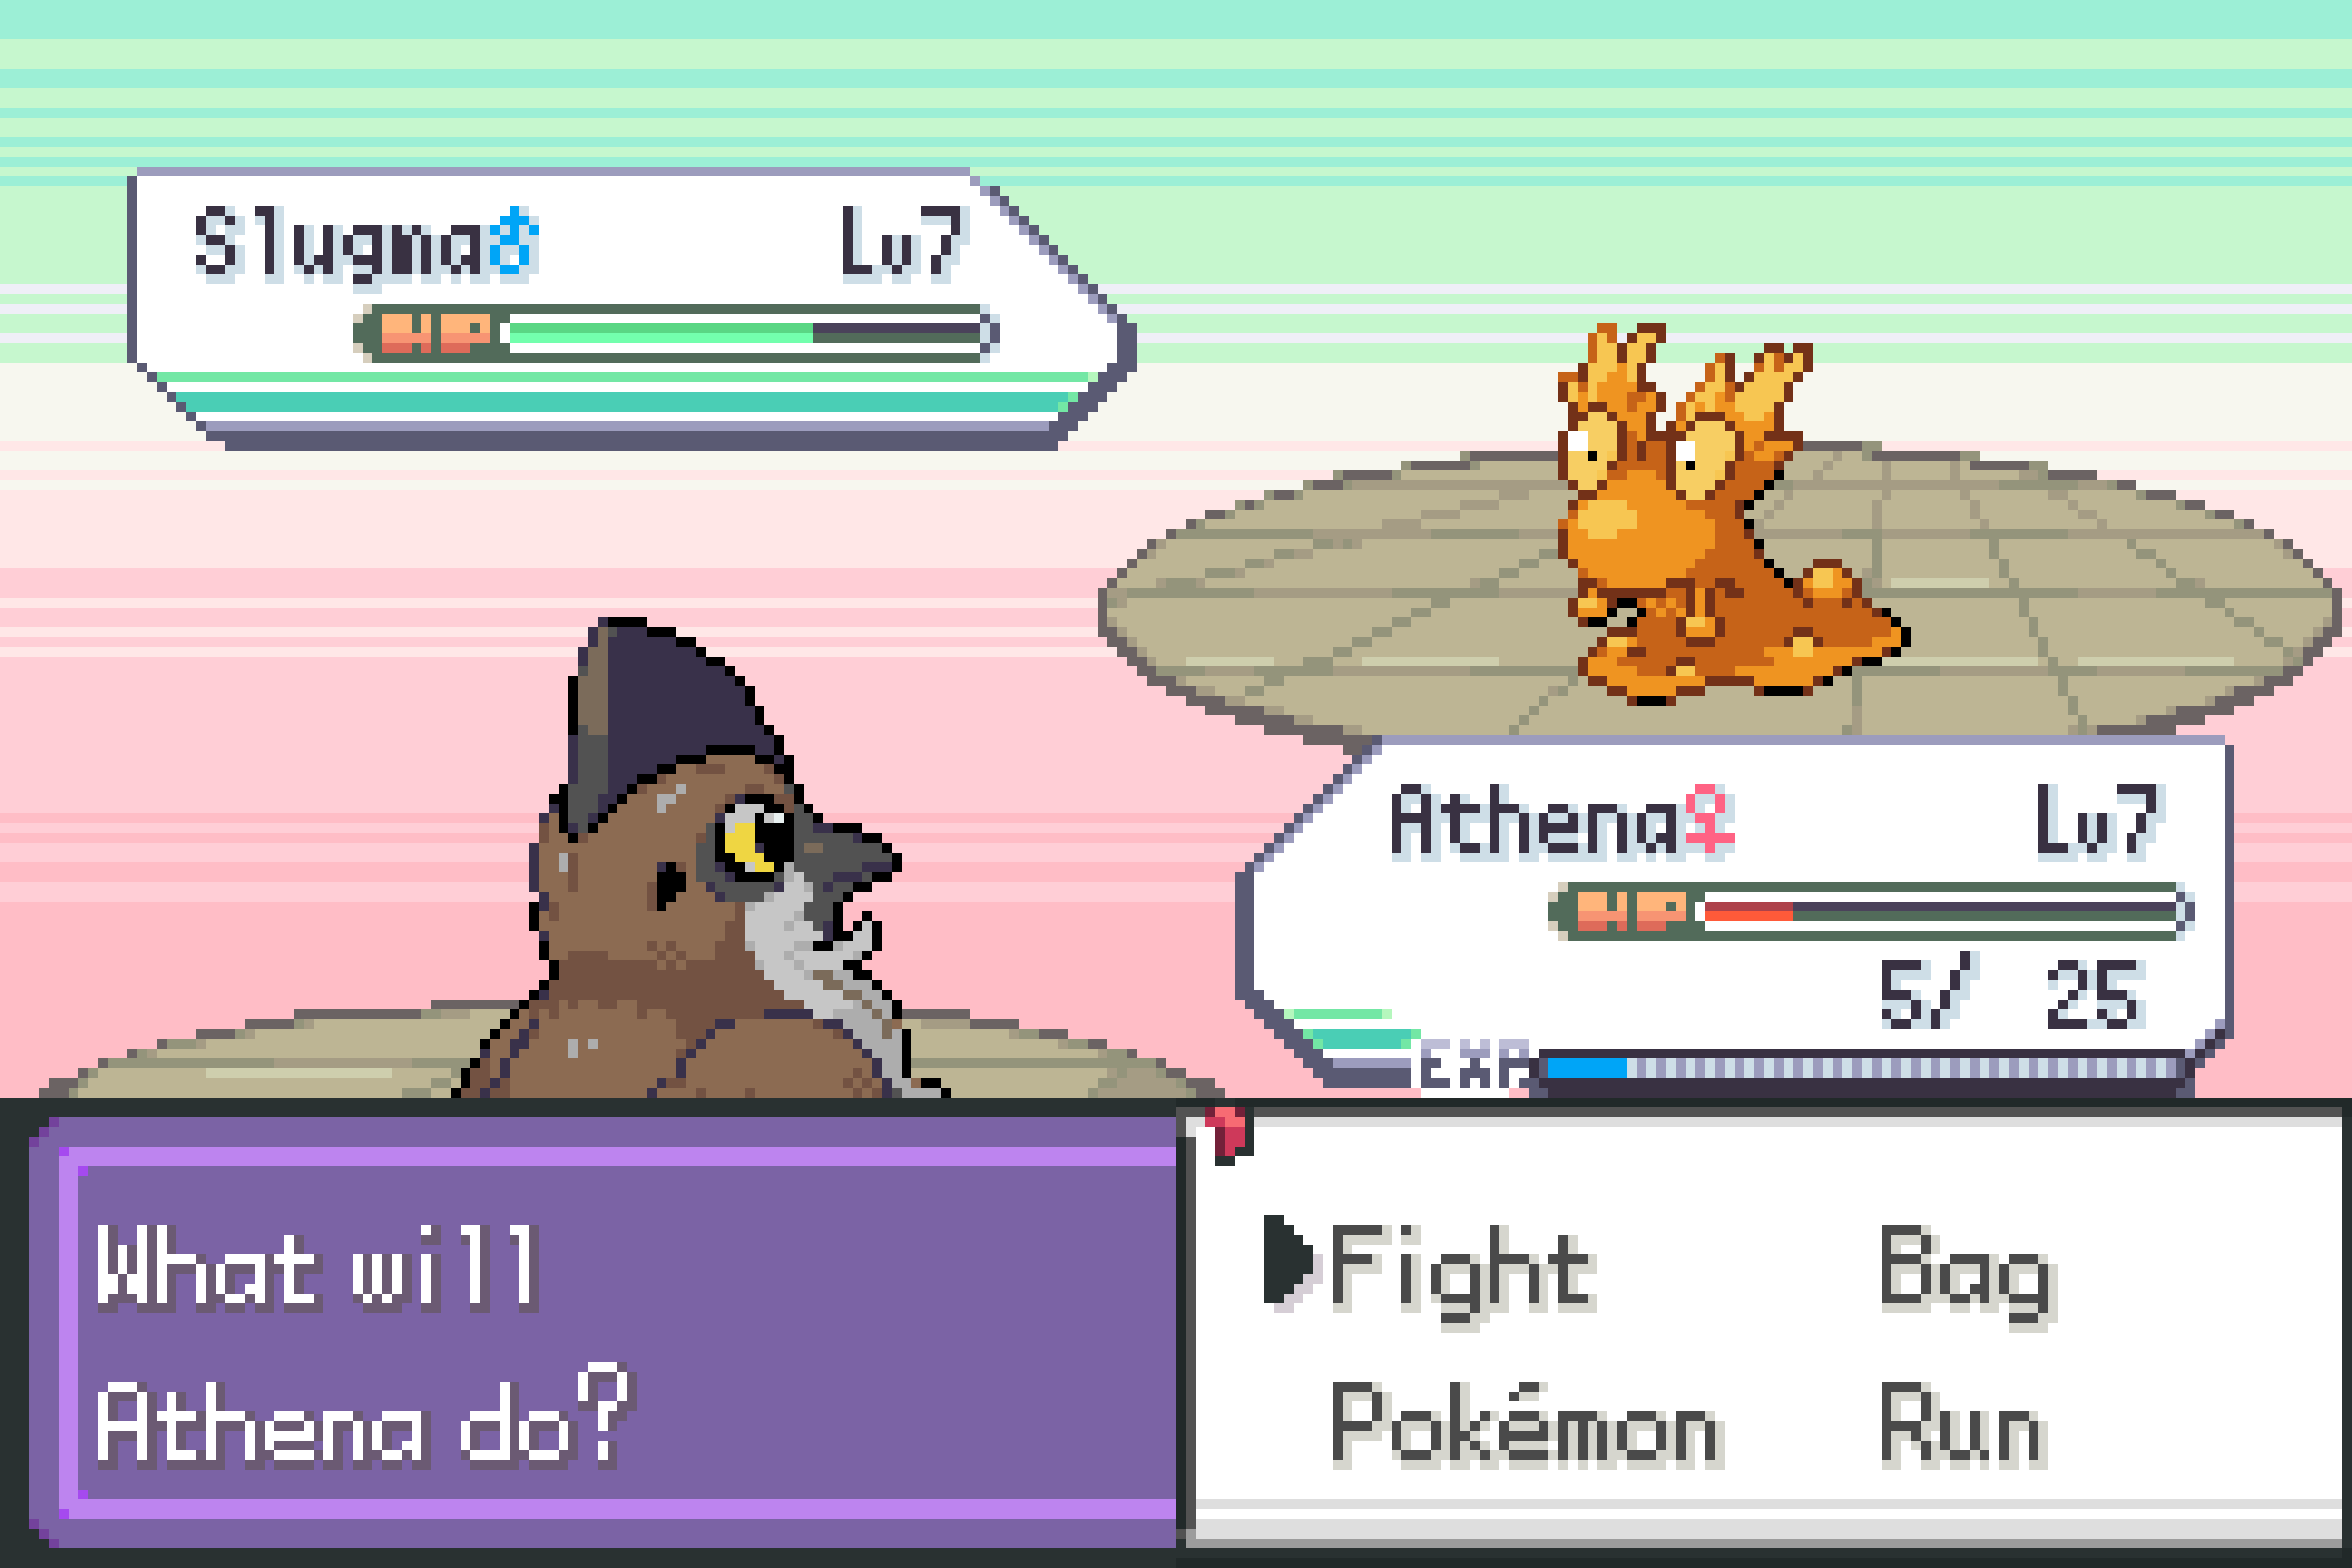 Slugma♂ Lv7
HP
Athena♀ Lv7
HP
5/ 25
EXP
What will
Athena do?
Fight Bag
Pokémon Run